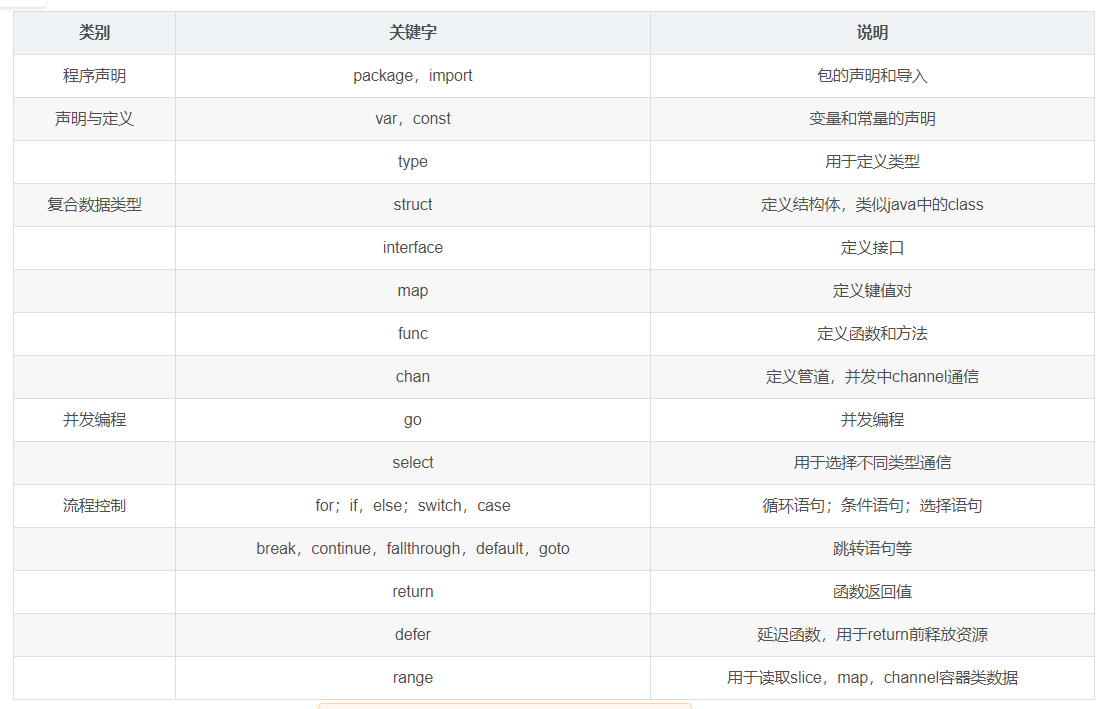 类别 关键字 说明
程序声明 package，import 包的声明和导入
声明与定义 var，const 变量和常量的声明
type 用于定义类型
复合数据类型 struct 定义结构体，类似java中的class
interface 定义接口
map 定义键值对
func 定义函数和方法
chan 定义管道，并发中channel通信
并发编程 go 并发编程
select 用于选择不同类型通信
流程控制 for；if，else；switch，case 循环语句；条件语句；选择语句
break，continue，fallthrough，default，goto 跳转语句等
return 函数返回值
defer 延迟函数，用于return前释放资源
range 用于读取slice，map，channel容器类数据